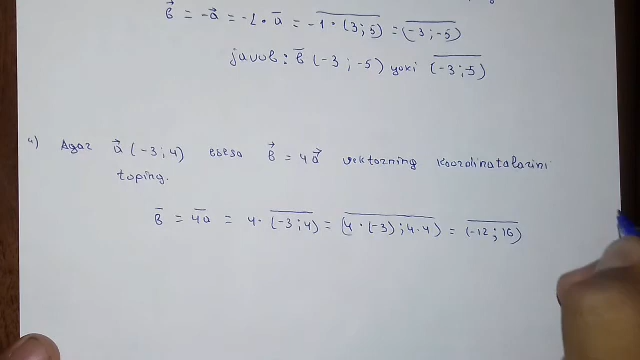 b⃗ = -a⃗ = -1 · a̅ = -1 · (3 ; 5) = (-3 ; -5)
javob : b̅ (-3 ; -5) yoki (-3 ; 5)
4) Agar a⃗ (-3 ; 4) bo'lsa b⃗ = 4a⃗ vektorning koordinatalarini
toping.
b̅ = 4a̅ = 4 · (-3 ; 4) = (4 · (-3) ; 4 · 4) = (-12 ; 16)